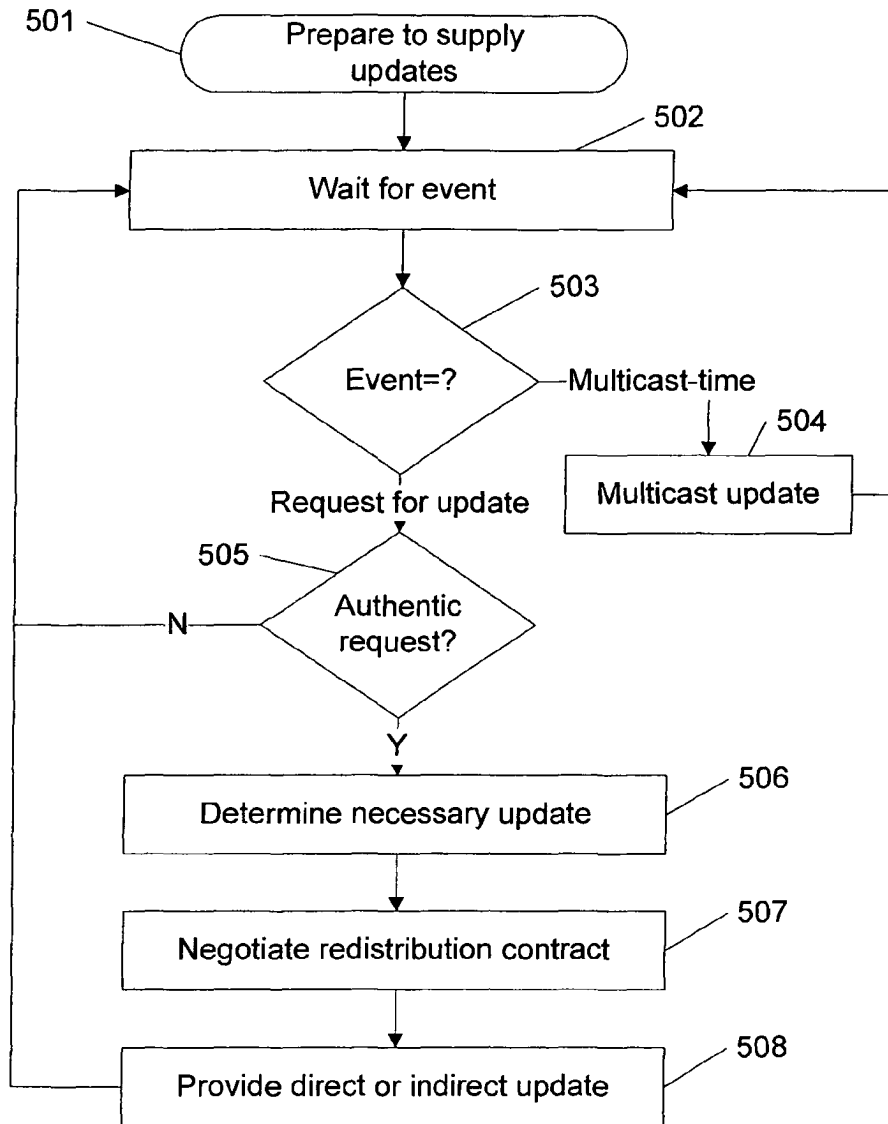 501
Prepare to supply
updates
502
Wait for event
503
Event=?
Multicast-time
504
Multicast update
Request for update
505
Authentic
request?
N
Y
506
Determine necessary update
507
Negotiate redistribution contract
508
Provide direct or indirect update